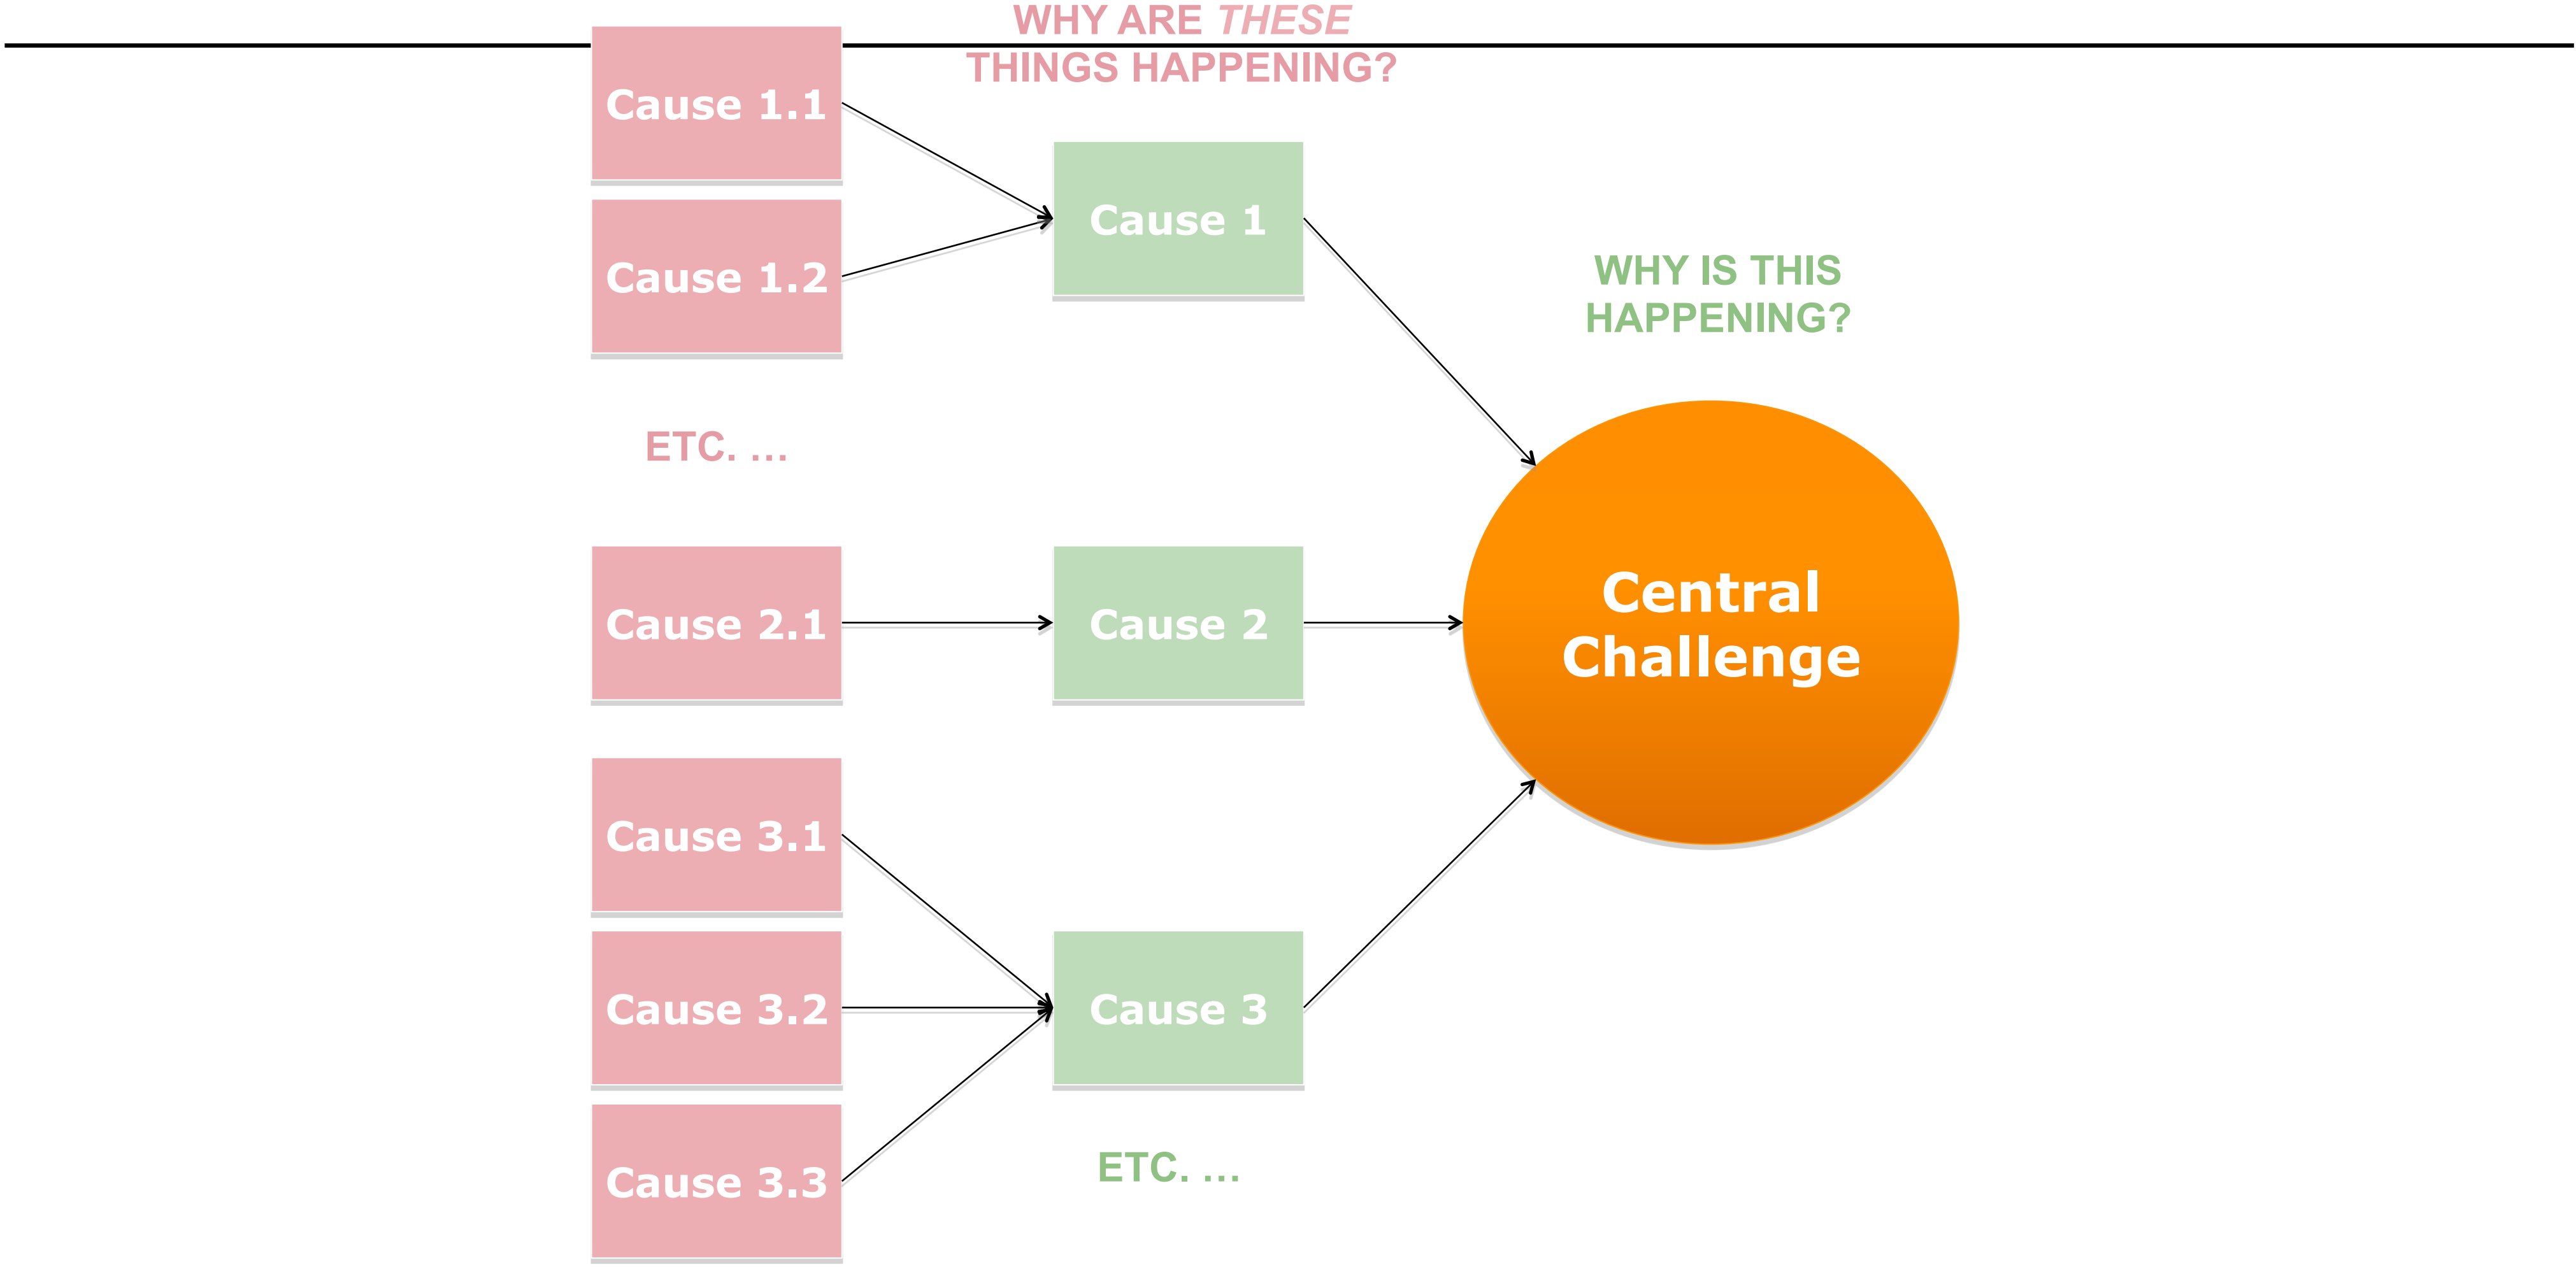 WHY ARE THESE
THINGS HAPPENING?
Cause 1.1
Cause 1
Cause 1.2
WHY IS THIS
HAPPENING?
ETC. …
Central
Challenge
Cause 2.1
Cause 2
Cause 3.1
Cause 3.2
Cause 3
Cause 3.3
ETC. …